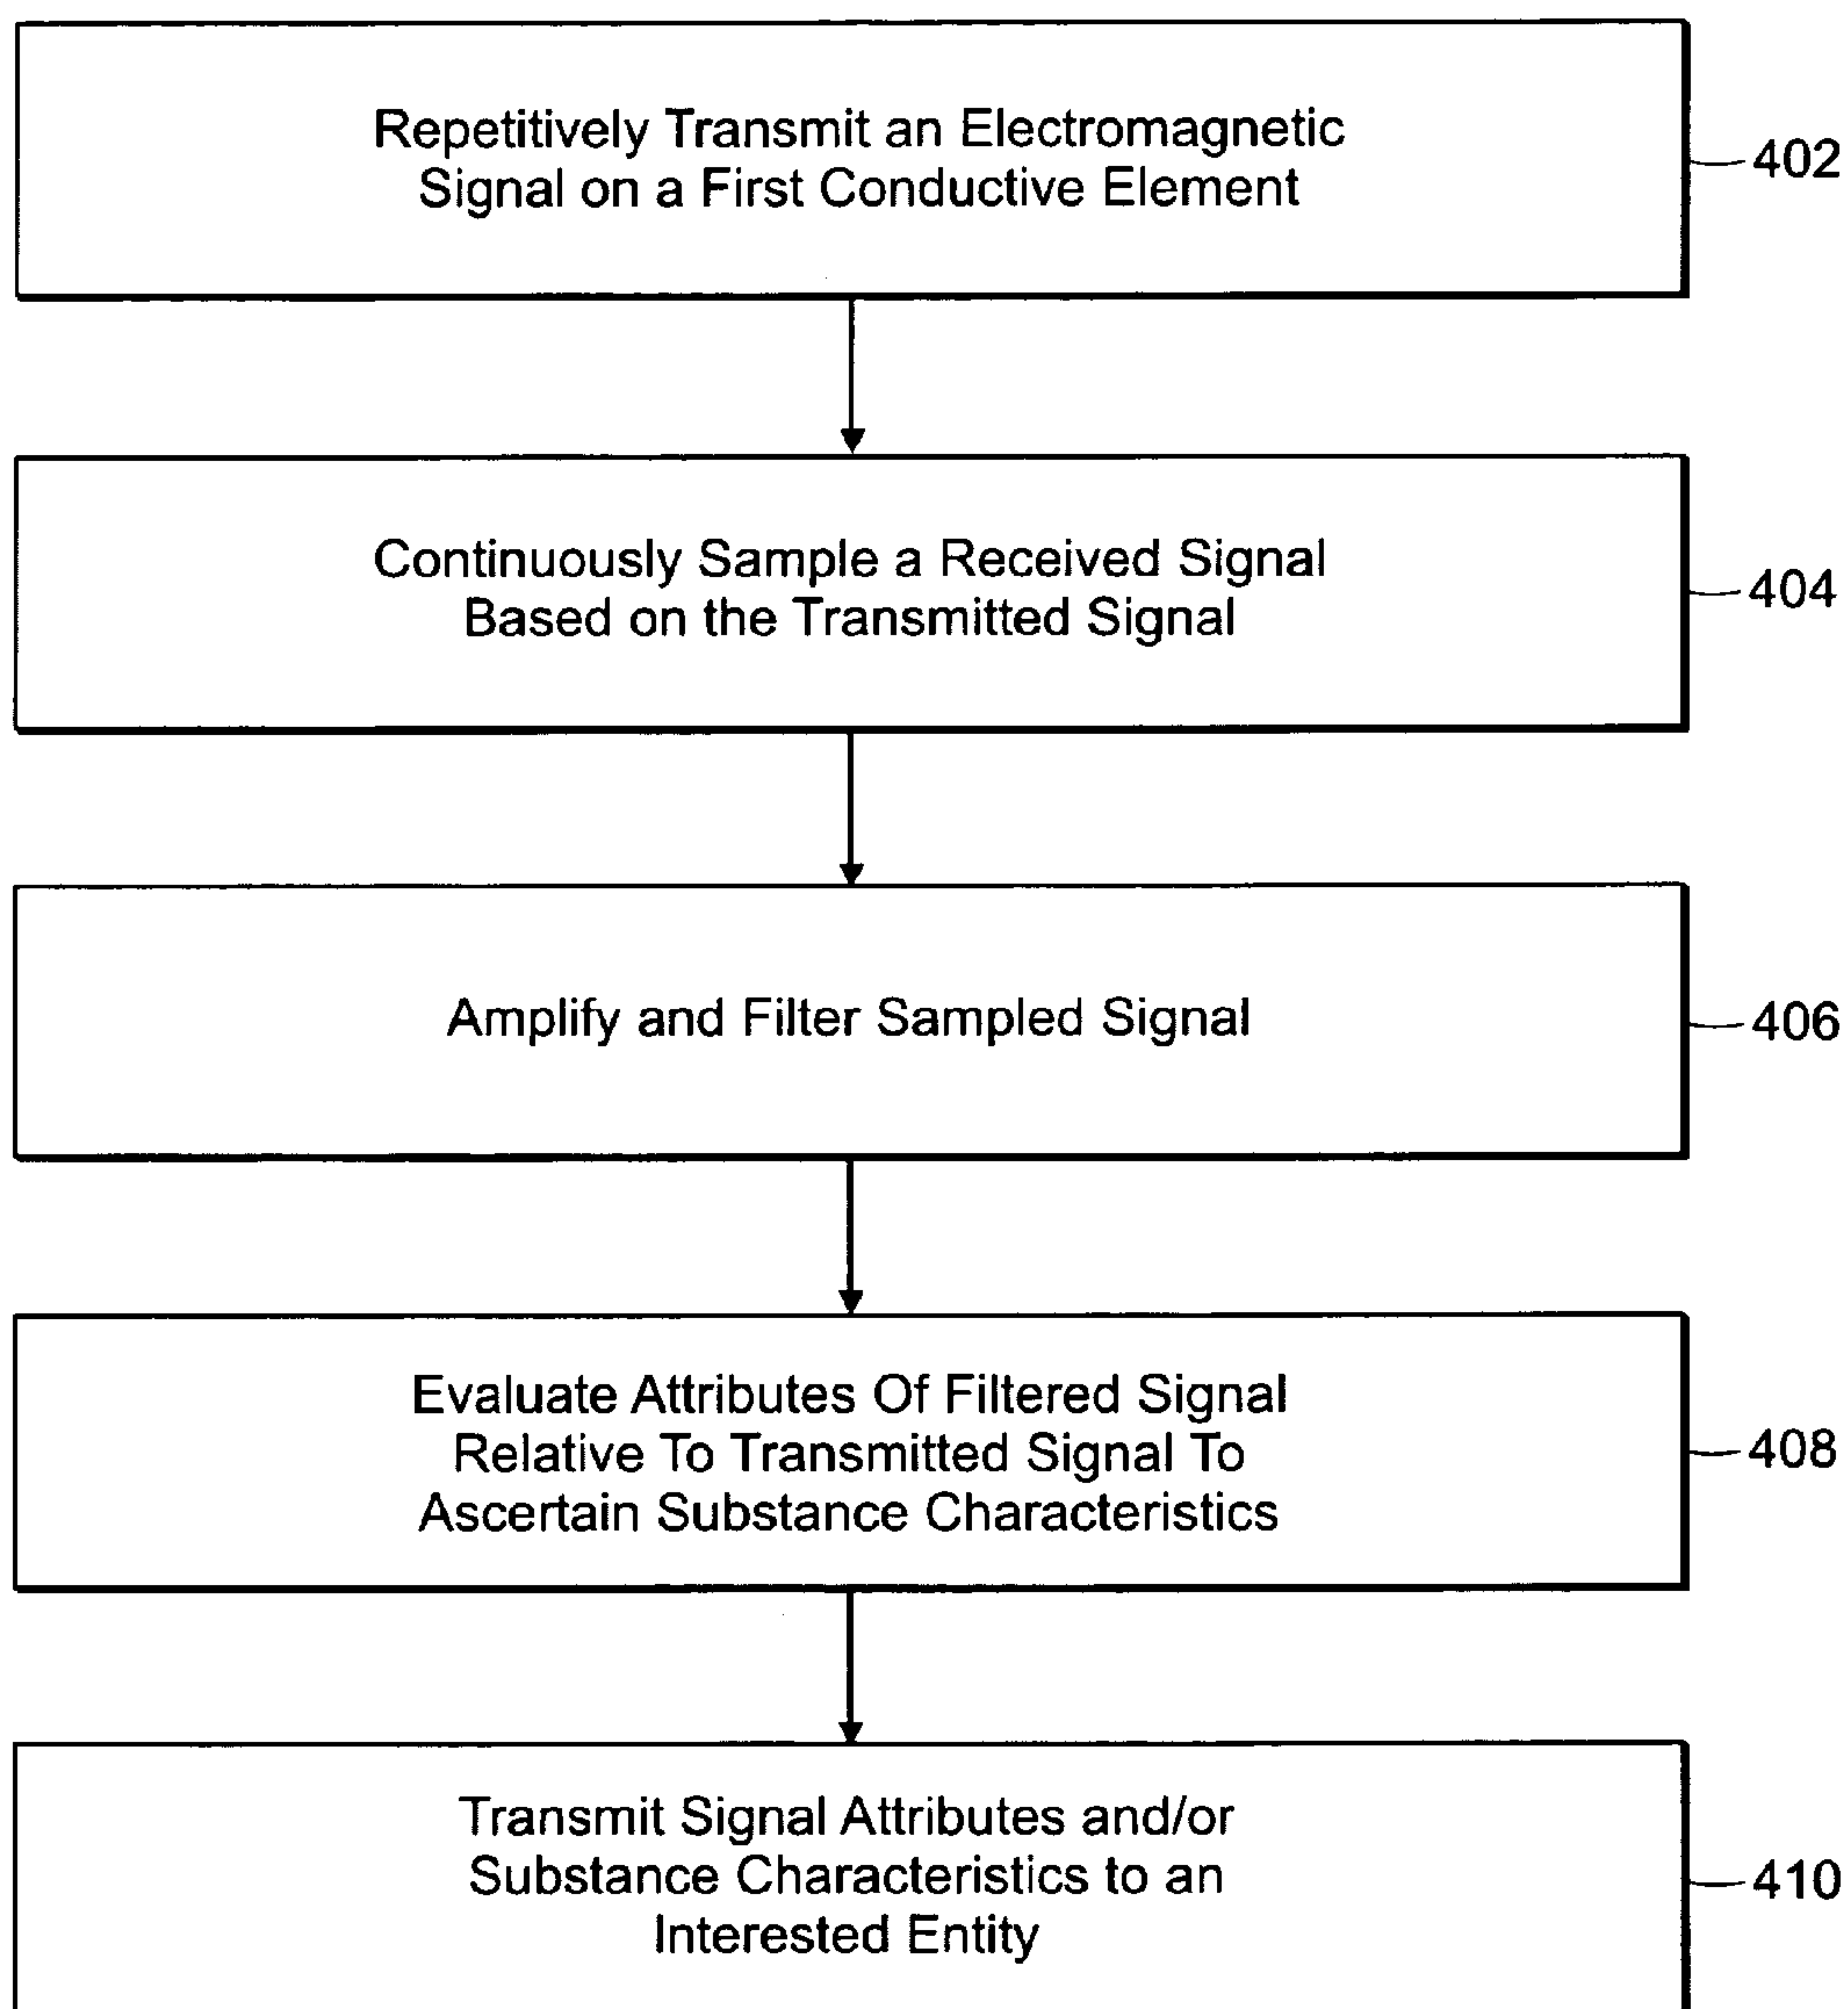 Repetitively Transmit an Electromagnetic
Signal on a First Conductive Element
402
Continuously Sample a Received Signal
Based on the Transmitted Signal
404
Amplify and Filter Sampled Signal
406
Evaluate Attributes Of Filtered Signal
Relative To Transmitted Signal To
Ascertain Substance Characteristics
408
Transmit Signal Attributes and/or
Substance Characteristics to an
Interested Entity
410